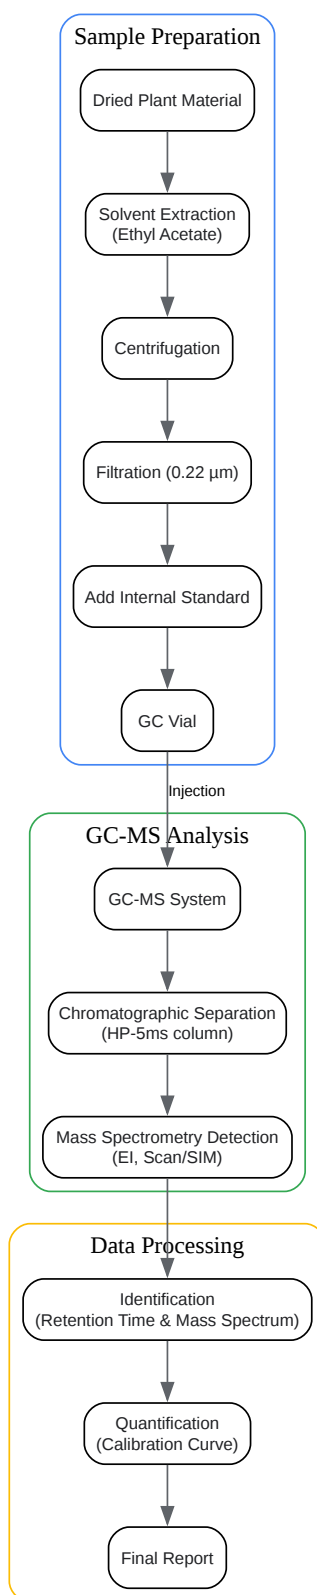 Sample Preparation
Dried Plant Material
Solvent Extraction
(Ethyl Acetate)
Centrifugation
Filtration (0.22 µm)
Add Internal Standard
GC Vial
Injection
GC-MS Analysis
GC-MS System
Chromatographic Separation
(HP-5ms column)
Mass Spectrometry Detection
(EI, Scan/SIM)
Data Processing
Identification
(Retention Time & Mass Spectrum)
Quantification
(Calibration Curve)
Final Report